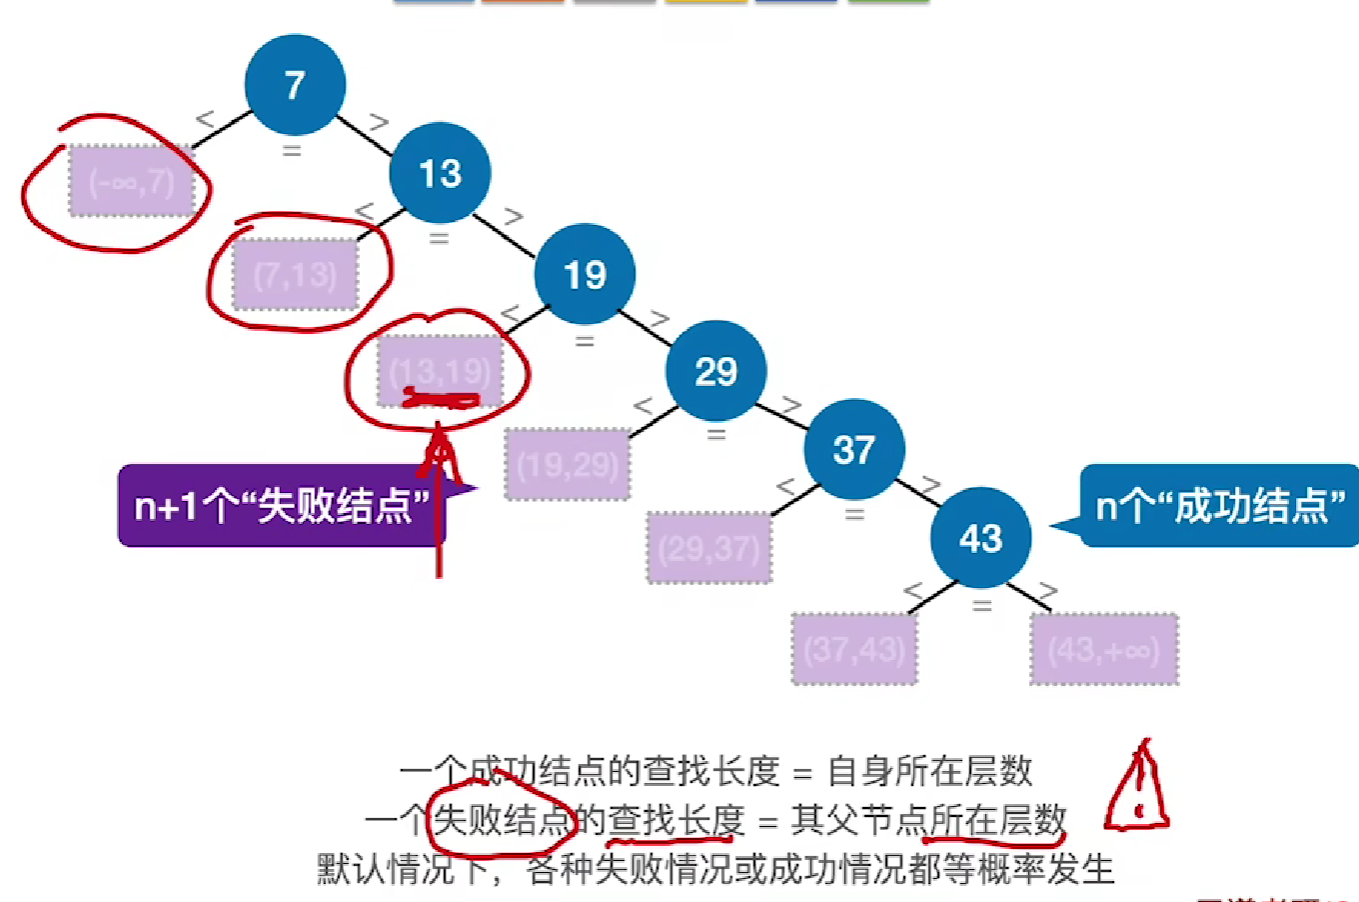 7
< >
(-∞,7) = 13
< >
(7,13) = 19
< >
(13,19) = 29
< >
(19,29) = 37
n+1个“失败结点” < > n个“成功结点”
(29,37) = 43
< >
=
(37,43) (43,+∞)
一个成功结点的查找长度 = 自身所在层数
一个失败结点的查找长度 = 其父节点所在层数
默认情况下，各种失败情况或成功情况都等概率发生